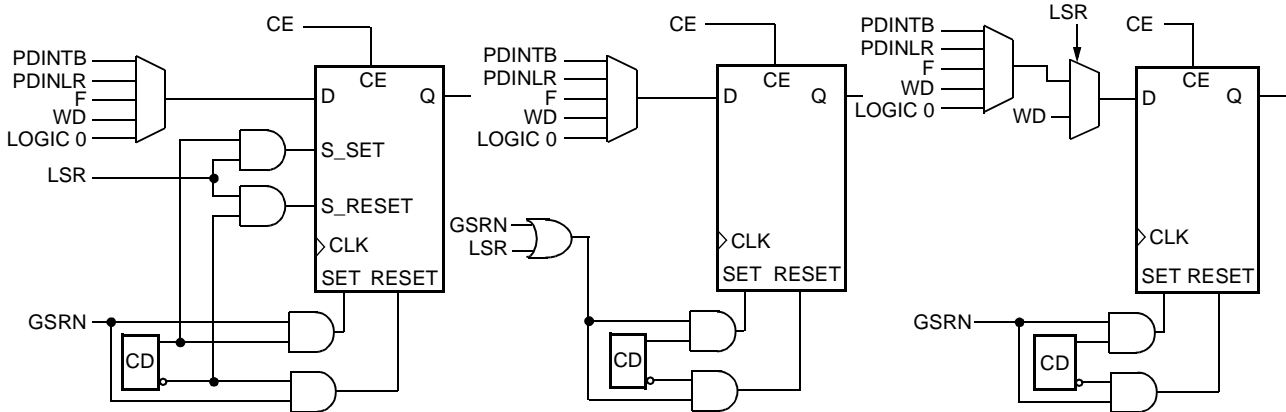 CE
PDINTB
PDINLR
F
WD
LOGIC 0
CE
D
Q
S_SET
LSR
S_RESET
CLK
SET RESET
GSRN
CD
CE
PDINTB
PDINLR
F
WD
LOGIC 0
CE
D
Q
GSRN
LSR
CLK
SET RESET
CD
LSR
CE
PDINTB
PDINLR
F
WD
LOGIC 0
WD
CE
D
Q
CLK
SET RESET
GSRN
CD